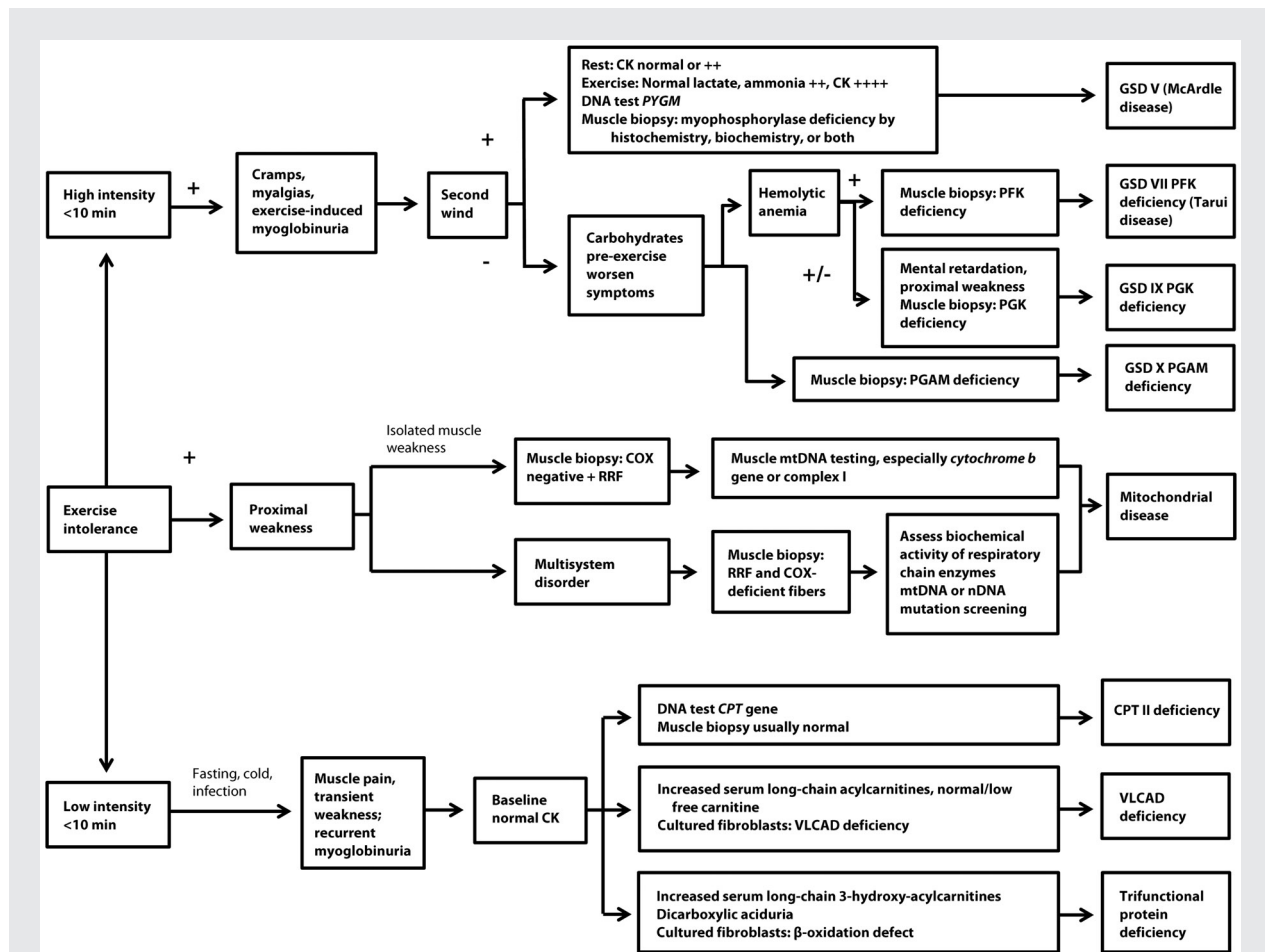 Rest: CK normal or ++
Exercise: Normal lactate, ammonia ++, CK ++++
DNA test PYGM
Muscle biopsy: myophosphorylase deficiency by
histochemistry, biochemistry, or both
GSD V (McArdle
disease)
+
High intensity
<10 min
+
Cramps,
myalgias,
exercise-induced
myoglobinuria
Second
wind
-
Carbohydrates
pre-exercise
worsen
symptoms
Hemolytic
anemia
+
Muscle biopsy: PFK
deficiency
GSD VII PFK
deficiency (Tarui
disease)
+/-
Mental retardation,
proximal weakness
Muscle biopsy: PGK
deficiency
GSD IX PGK
deficiency
Muscle biopsy: PGAM deficiency
GSD X PGAM
deficiency
Exercise
intolerance
+
Proximal
weakness
Isolated muscle
weakness
Muscle biopsy: COX
negative + RRF
Muscle mtDNA testing, especially cytochrome b
gene or complex I
Mitochondrial
disease
Multisystem
disorder
Muscle biopsy:
RRF and COX-
deficient fibers
Assess biochemical
activity of respiratory
chain enzymes
mtDNA or nDNA
mutation screening
Low intensity
<10 min
Fasting, cold,
infection
Muscle pain,
transient
weakness;
recurrent
myoglobinuria
Baseline
normal CK
DNA test CPT gene
Muscle biopsy usually normal
CPT II deficiency
Increased serum long-chain acylcarnitines, normal/low
free carnitine
Cultured fibroblasts: VLCAD deficiency
VLCAD
deficiency
Increased serum long-chain 3-hydroxy-acylcarnitines
Dicarboxylic aciduria
Cultured fibroblasts: β-oxidation defect
Trifunctional
protein
deficiency